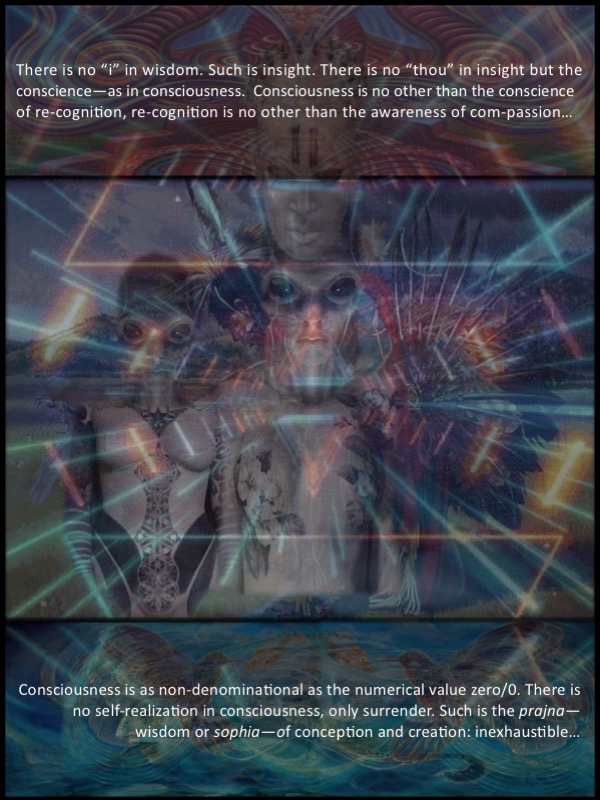 There is no “i” in wisdom. Such is insight. There is no “thou” in insight but the
conscience—as in consciousness.  Consciousness is no other than the conscience
of re-cognition, re-cognition is no other than the awareness of com-passion…
Consciousness is as non-denominational as the numerical value zero/0. There is
no self-realization in consciousness, only surrender. Such is the prajna—
wisdom or sophia—of conception and creation: inexhaustible…